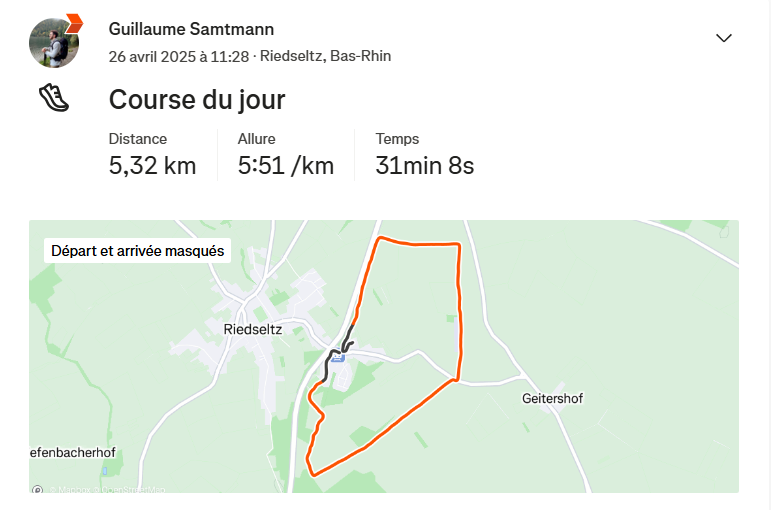 Guillaume Samtmann
26 avril 2025 à 11:28 · Riedseltz, Bas-Rhin
Course du jour
Distance
Allure
Temps
5,32 km
5:51 /km
31min 8s
Départ et arrivée masqués
Riedseltz
Geitershof
efenbacherhof
© Mapbox © OpenStreetMap